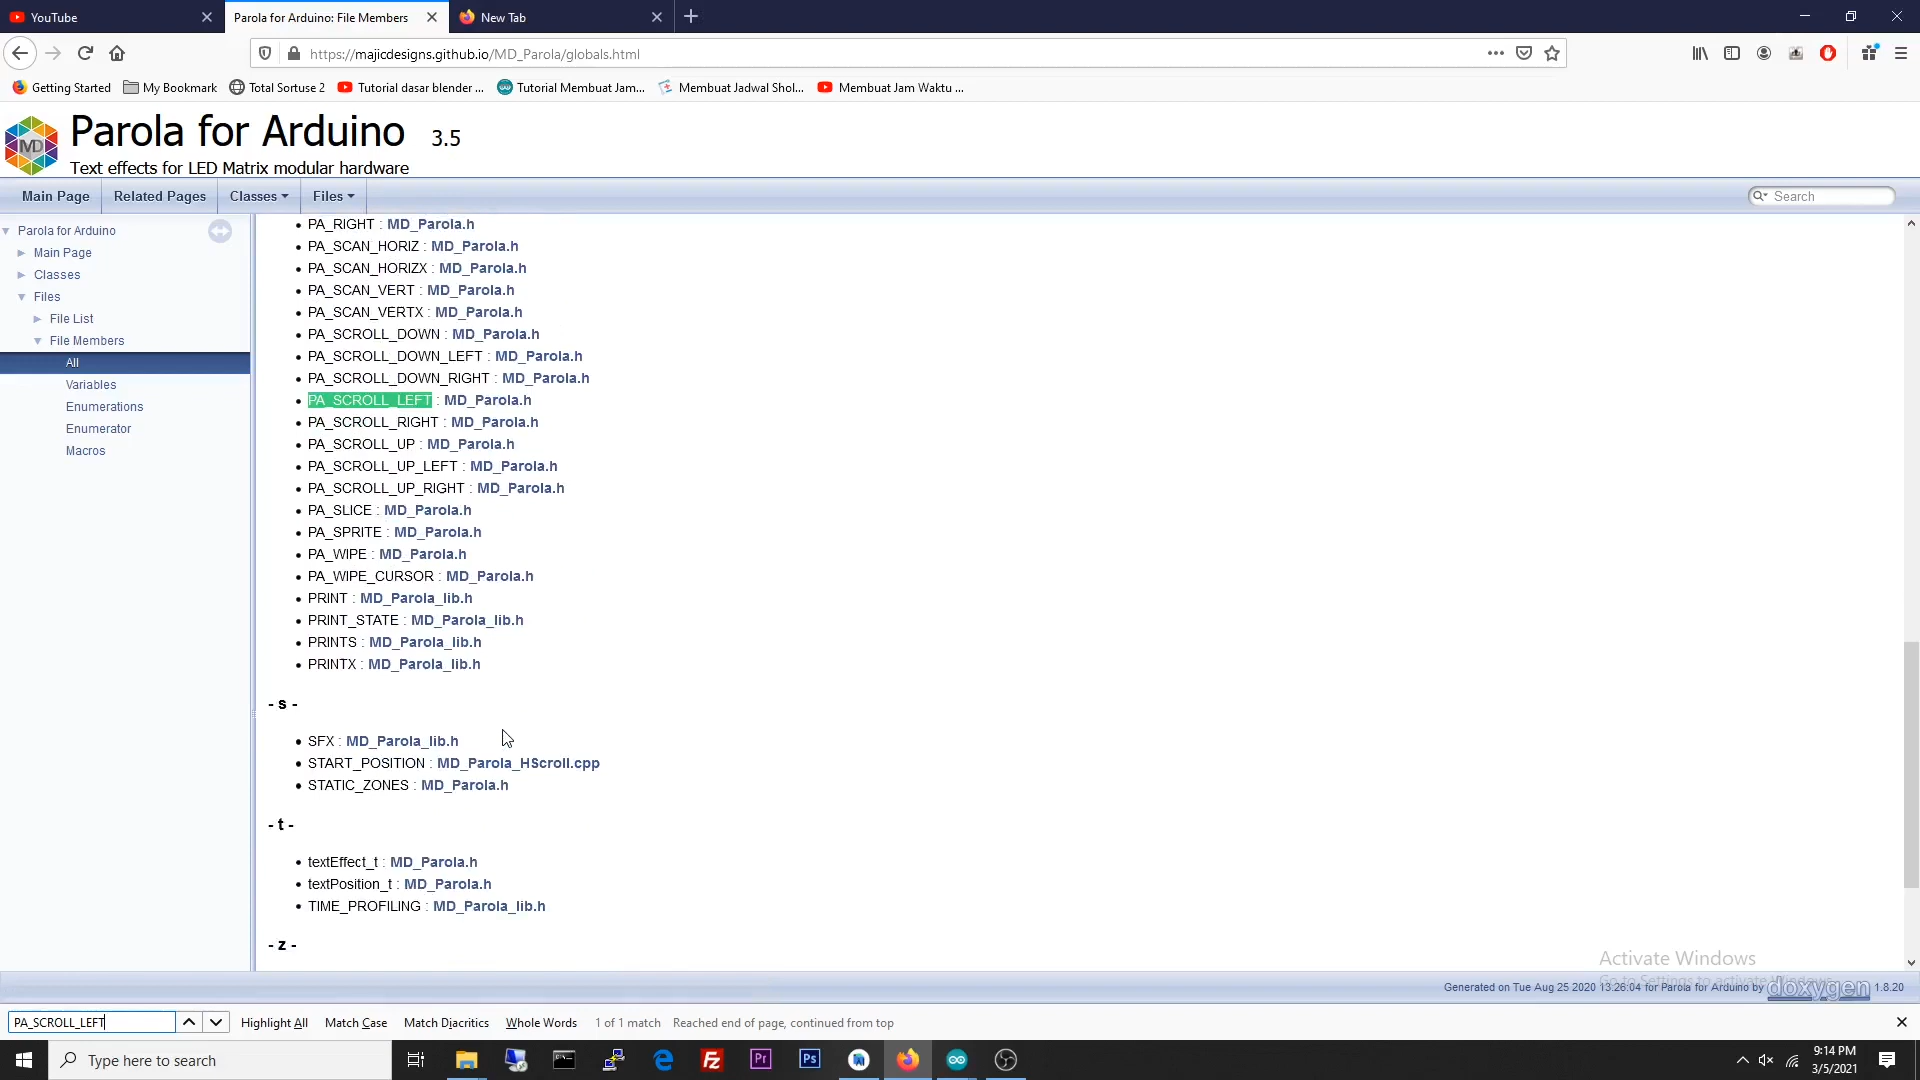 YouTube
Parola for Arduino: File Members
New Tab
https://majicdesigns.github.io/MD_Parola/globals.html
Getting Started
My Bookmark
Total Sortuse 2
Tutorial dasar blender ...
Tutorial Membuat Jam...
Membuat Jadwal Shol...
Membuat Jam Waktu ...
MD
Parola for Arduino 3.5
Text effects for LED Matrix modular hardware
Main Page
Related Pages
Classes
Files
Search
Parola for Arduino
Main Page
Classes
Files
File List
File Members
All
Variables
Enumerations
Enumerator
Macros
PA_RIGHT : MD_Parola.h
PA_SCAN_HORIZ : MD_Parola.h
PA_SCAN_HORIZX : MD_Parola.h
PA_SCAN_VERT : MD_Parola.h
PA_SCAN_VERTX : MD_Parola.h
PA_SCROLL_DOWN : MD_Parola.h
PA_SCROLL_DOWN_LEFT : MD_Parola.h
PA_SCROLL_DOWN_RIGHT : MD_Parola.h
PA_SCROLL_LEFT : MD_Parola.h
PA_SCROLL_RIGHT : MD_Parola.h
PA_SCROLL_UP : MD_Parola.h
PA_SCROLL_UP_LEFT : MD_Parola.h
PA_SCROLL_UP_RIGHT : MD_Parola.h
PA_SLICE : MD_Parola.h
PA_SPRITE : MD_Parola.h
PA_WIPE : MD_Parola.h
PA_WIPE_CURSOR : MD_Parola.h
PRINT : MD_Parola_lib.h
PRINT_STATE : MD_Parola_lib.h
PRINTS : MD_Parola_lib.h
PRINTX : MD_Parola_lib.h
- s -
SFX : MD_Parola_lib.h
START_POSITION : MD_Parola_HScroll.cpp
STATIC_ZONES : MD_Parola.h
- t -
textEffect_t : MD_Parola.h
textPosition_t : MD_Parola.h
TIME_PROFILING : MD_Parola_lib.h
- z -
Activate Windows
Go to Settings to activate Windows.
Generated on Tue Aug 25 2020 13:26:04 for Parola for Arduino by doxygen 1.8.20
PA_SCROLL_LEFT
Highlight All
Match Case
Match Diacritics
Whole Words
1 of 1 match
Reached end of page, continued from top
Type here to search
Pr
Ps
9:14 PM
3/5/2021